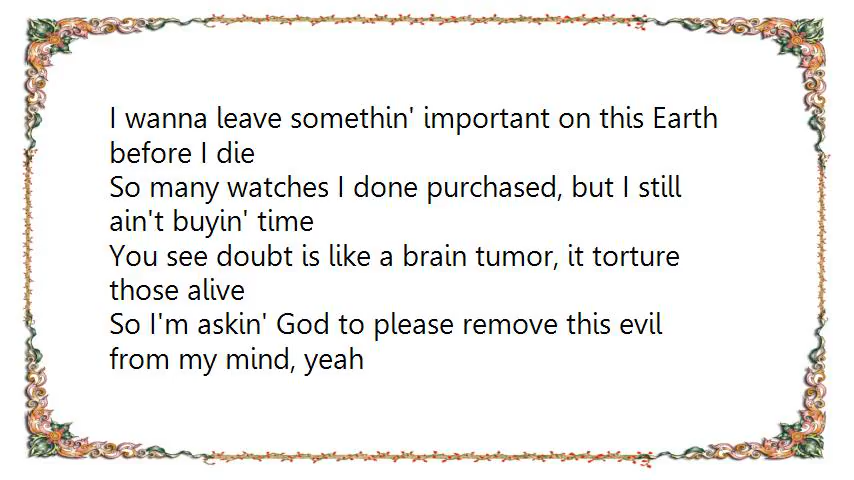 I wanna leave somethin' important on this Earth
before I die
So many watches I done purchased, but I still
ain't buyin' time
You see doubt is like a brain tumor, it torture
those alive
So I'm askin' God to please remove this evil
from my mind, yeah